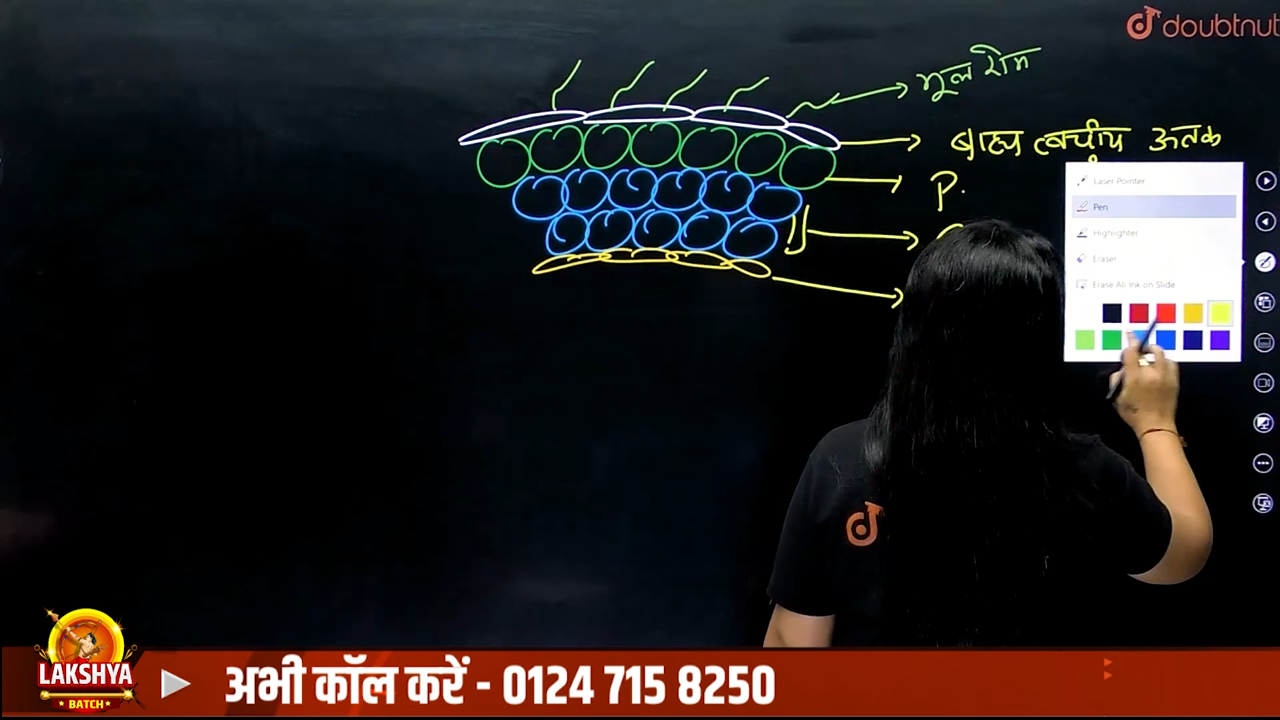 doubtnut
मूल रोम
ब्राह्य त्वचीय ऊतक
P.
Laser Pointer
Pen
Highlighter
Eraser
Erase All Ink on Slide
LAKSHYA
BATCH
अभी कॉल करें - 0124 715 8250